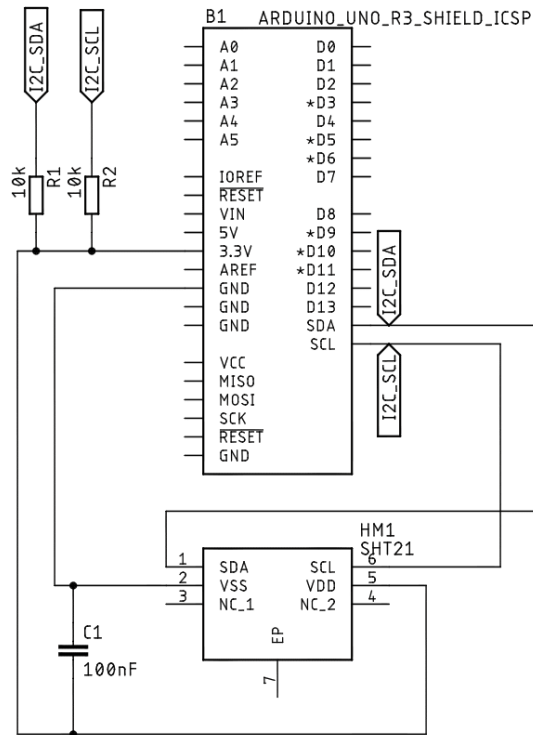 I2C_SDA
I2C_SCL
10k
R1
10k
R2
B1
ARDUINO_UNO_R3_SHIELD_ICSP
A0
A1
A2
A3
A4
A5
IOREF
RESET
VIN
5V
3.3V
AREF
GND
GND
GND
VCC
MISO
MOSI
SCK
RESET
GND
D0
D1
D2
*D3
D4
*D5
*D6
D7
D8
*D9
*D10
*D11
D12
D13
SDA
SCL
I2C_SDA
I2C_SCL
HM1
SHT21
1
2
3
SDA
VSS
NC_1
SCL
VDD
NC_2
6
5
4
EP
7
C1
100nF